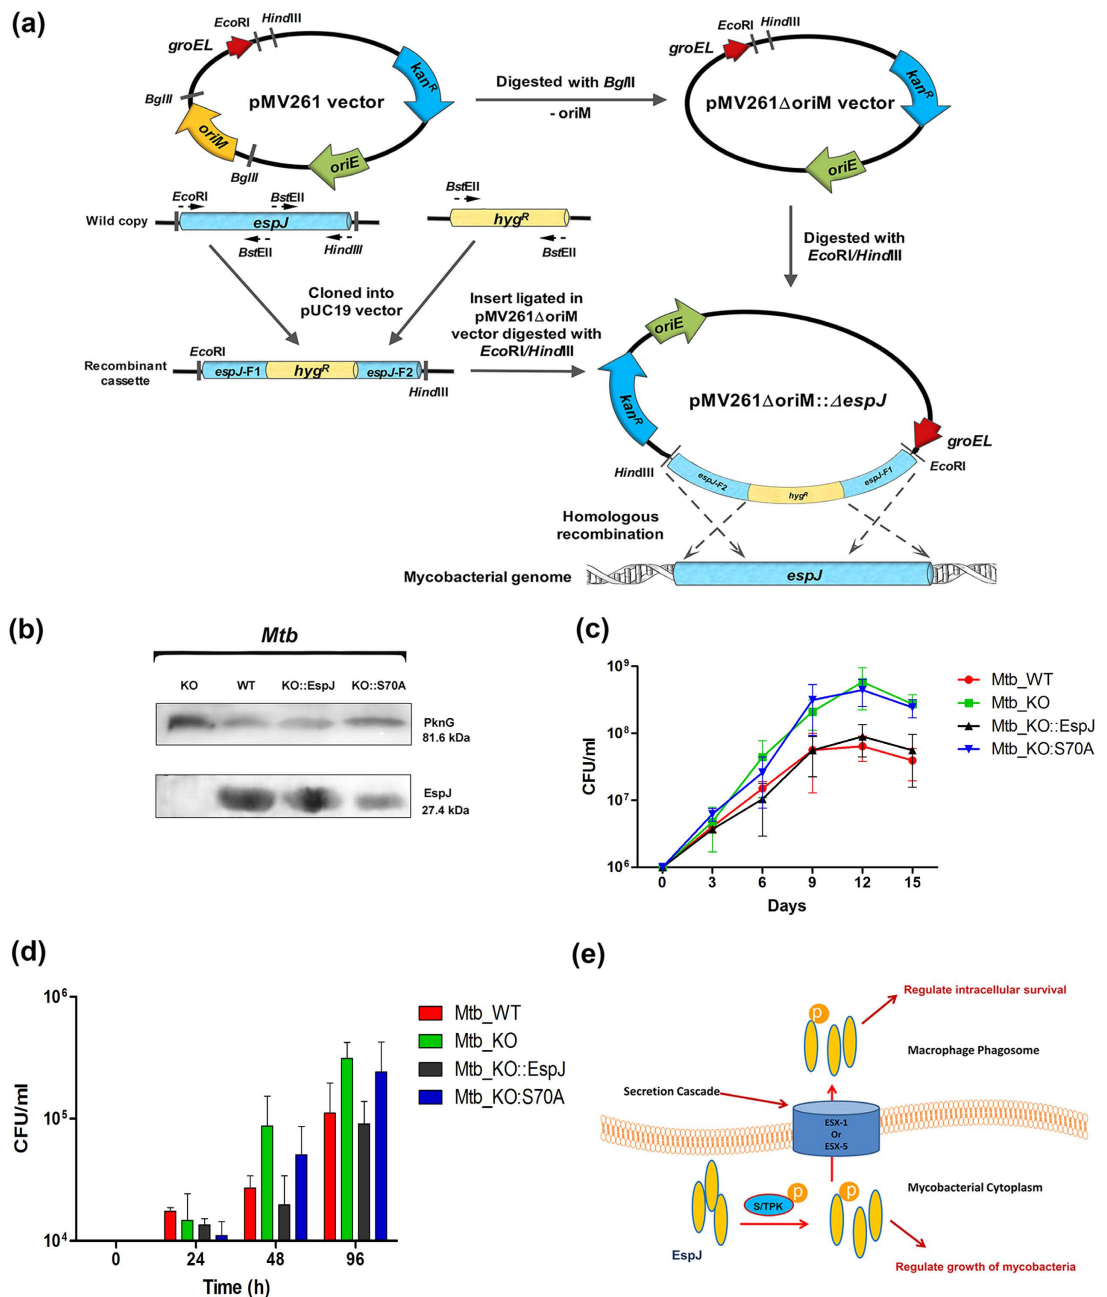 (a)
EcoRI
HindIII
groEL
kanR
BglII
pMV261 vector
oriM
BglII
oriE
Digested with BglII
- oriM
EcoRI
HindIII
groEL
kanR
pMV261ΔoriM vector
oriE
EcoRI
BstEII
Wild copy
espJ
BstEII
HindIII
BstEII
hygR
BstEII
Digested with
EcoRI/HindIII
Cloned into
pUC19 vector
Insert ligated in
pMV261ΔoriM
vector digested with
EcoRI/HindIII
Recombinant
cassette
EcoRI
espJ-F1
hygR
espJ-F2
HindIII
oriE
kanR
pMV261ΔoriM::ΔespJ
groEL
HindIII
EcoRI
espJ-F2
hygR
espJ-F1
Homologous
recombination
Mycobacterial genome
espJ
(b)
Mtb
KO WT KO::EspJ KO::S70A
PknG
81.6 kDa
EspJ
27.4 kDa
(c)
CFU/ml
10⁹
10⁸
10⁷
10⁶
0 3 6 9 12 15
Days
Mtb_WT
Mtb_KO
Mtb_KO::EspJ
Mtb_KO:S70A
(d)
CFU/ml
10⁶
10⁵
10⁴
0 24 48 96
Time (h)
Mtb_WT
Mtb_KO
Mtb_KO::EspJ
Mtb_KO:S70A
(e)
Regulate intracellular survival
p
Macrophage Phagosome
Secretion Cascade
ESX-1
Or
ESX-5
Mycobacterial Cytoplasm
S/TPK
p
p
EspJ
Regulate growth of mycobacteria